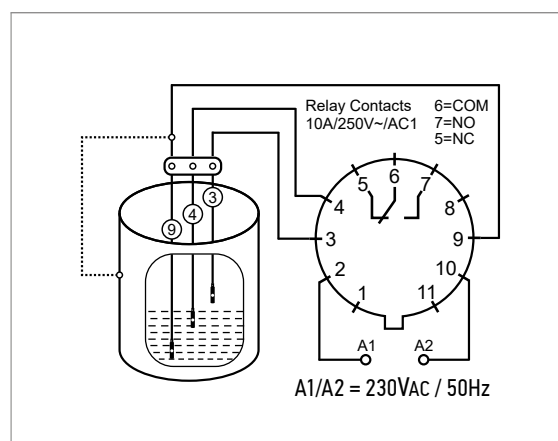 Relay Contacts 6=COM
10A/250V~/AC1 7=NO
5=NC
6
5 7
4 8
3 9
2 10
1 11
3
4
9
A1 A2
A1/A2 = 230VAC / 50Hz